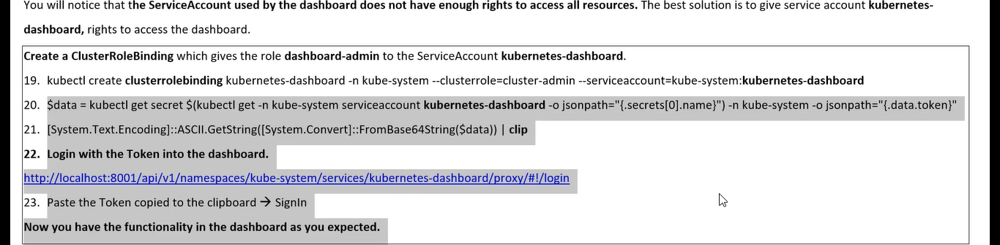 You will notice that the ServiceAccount used by the dashboard does not have enough rights to access all resources. The best solution is to give service account kubernetes-
dashboard, rights to access the dashboard.
Create a ClusterRoleBinding which gives the role dashboard-admin to the ServiceAccount kubernetes-dashboard.
19. kubectl create clusterrolebinding kubernetes-dashboard -n kube-system --clusterrole=cluster-admin --serviceaccount=kube-system:kubernetes-dashboard
20. $data = kubectl get secret $(kubectl get -n kube-system serviceaccount kubernetes-dashboard -o jsonpath="{.secrets[0].name}") -n kube-system -o jsonpath="{.data.token}"
21. [System.Text.Encoding]::ASCII.GetString([System.Convert]::FromBase64String($data)) | clip
22. Login with the Token into the dashboard.
http://localhost:8001/api/v1/namespaces/kube-system/services/kubernetes-dashboard/proxy/#!/login
23. Paste the Token copied to the clipboard → SignIn
Now you have the functionality in the dashboard as you expected.